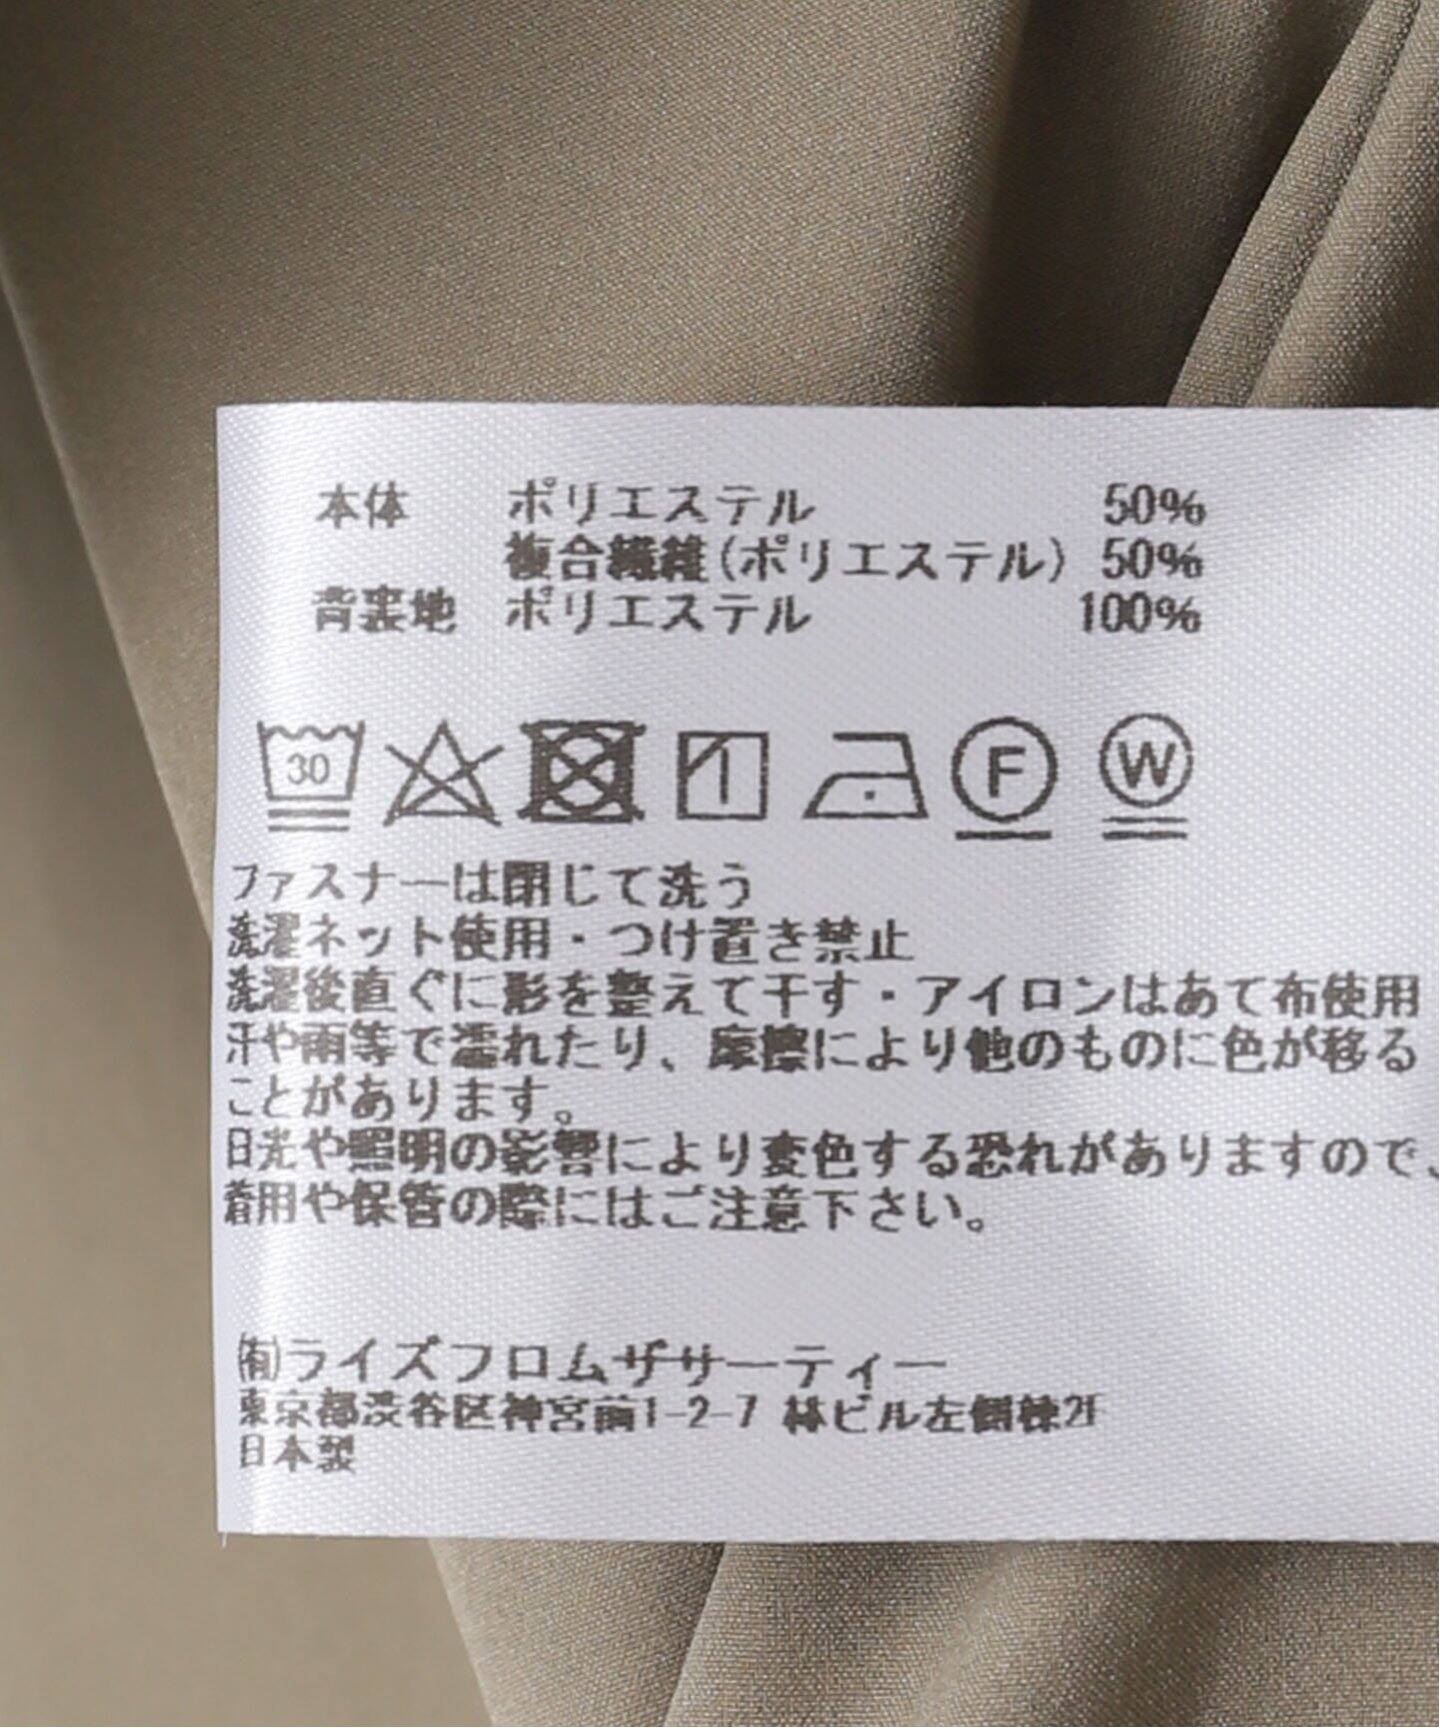 本体 ポリエステル 50%
複合繊維(ポリエステル) 50%
背裏地 ポリエステル 100%
30 F W
ファスナーは閉じて洗う
洗濯ネット使用・つけ置き禁止
洗濯後直ぐに形を整えて干す・アイロンはあて布使用
汗や雨等で濡れたり、摩擦により他のものに色が移る
ことがあります。
日光や照明の影響により変色する恐れがありますので、
着用や保管の際にはご注意下さい。
㈲ライズフロムザサーティー
東京都渋谷区神宮前1-2-7 林ビル左側棟2F
日本製